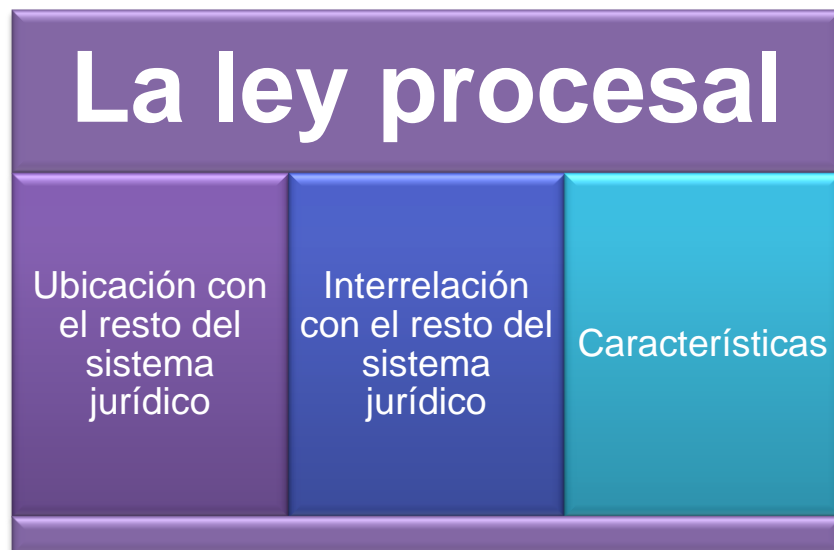 La ley procesal
Ubicación con
el resto del
sistema
jurídico
Interrelación
con el resto del
sistema
jurídico
Características